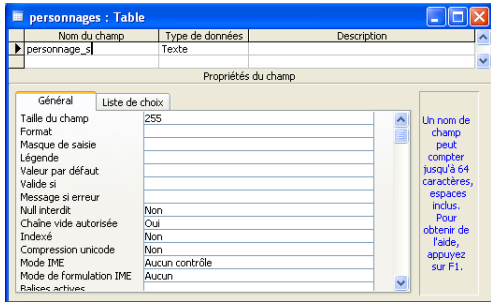 personnages : Table
Nom du champ Type de données Description
personnage_s Texte
Propriétés du champ
Général Liste de choix
Taille du champ 255
Format
Masque de saisie
Légende
Valeur par défaut
Valide si
Message si erreur
Null interdit Non
Chaîne vide autorisée Oui
Indexé Non
Compression unicode Non
Mode IME Aucun contrôle
Mode de formulation IME Aucun
Balises actives
Un nom de
champ
peut
compter
jusqu'à 64
caractères,
espaces
inclus.
Pour
obtenir de
l'aide,
appuyez
sur F1.